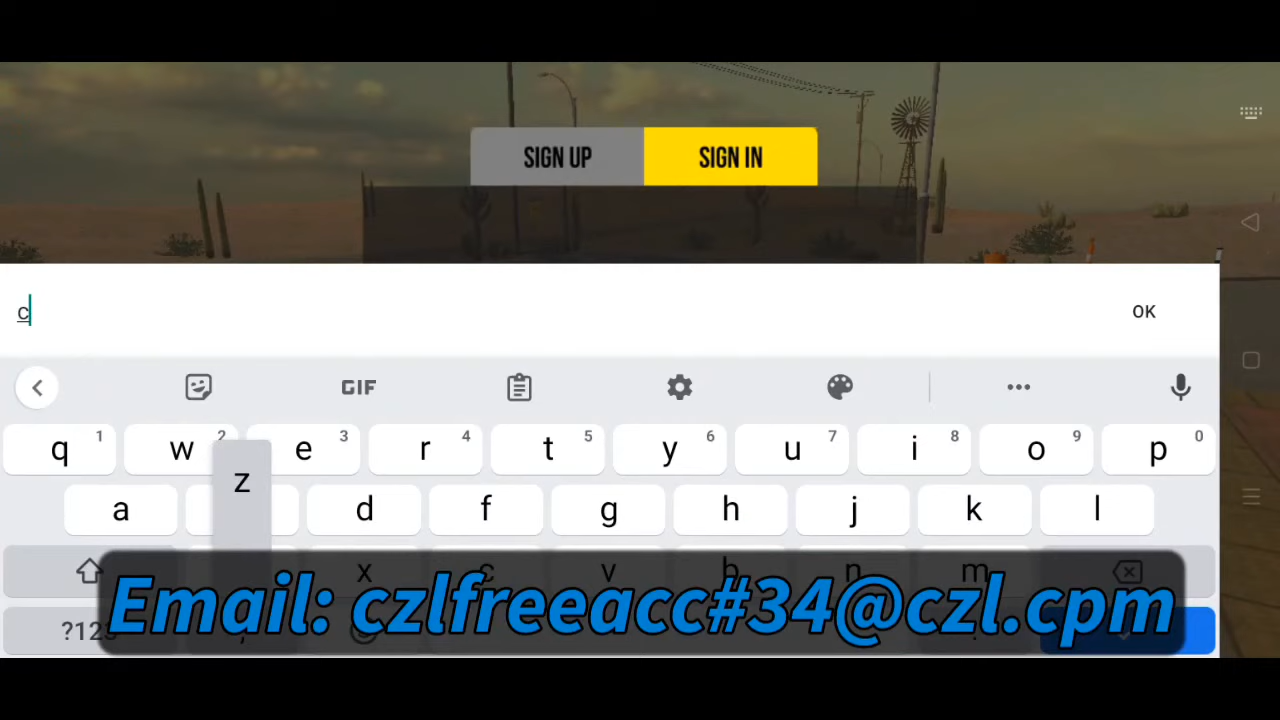 SIGN UP SIGN IN
c
OK
GIF
q 1 w 2 e 3 r 4 t 5 y 6 u 7 i 8 o 9 p 0
z
a d f g h j k l
x c v b n m
?123 , .
Email: czlfreeacc#34@czl.cpm